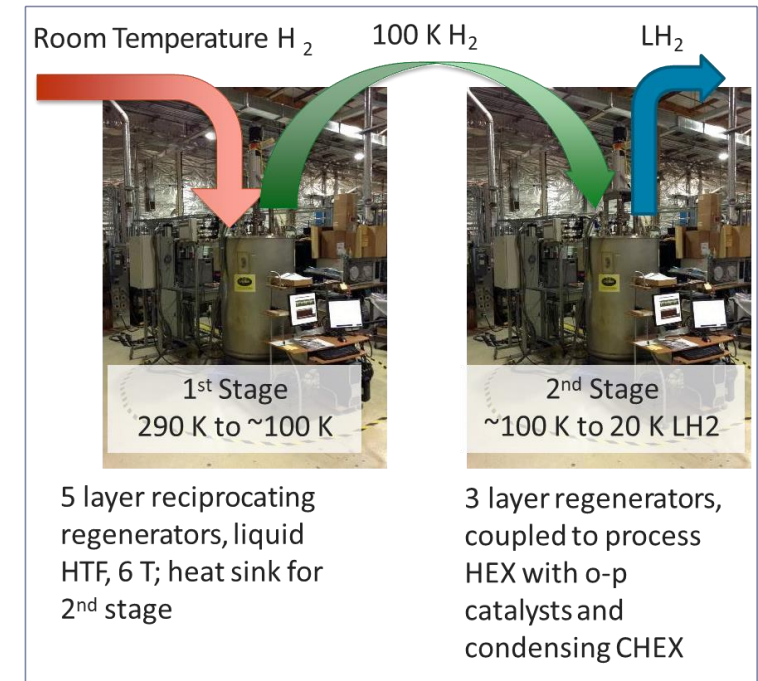 Room Temperature H 2
100 K H2
LH2
1st Stage
290 K to ~100 K
2nd Stage
~100 K to 20 K LH2
5 layer reciprocating
regenerators, liquid
HTF, 6 T; heat sink for
2nd stage
3 layer regenerators,
coupled to process
HEX with o-p
catalysts and
condensing CHEX